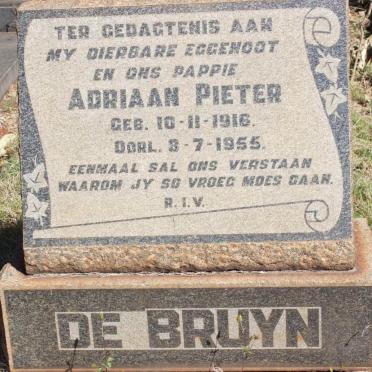 TER GEDAGTENIS AAN
MY DIERBARE EGGENOOT
EN ONS PAPPIE
ADRIAAN PIETER
GEB. 10-11-1916.
OORL. 3-7-1955.
EENMAAL SAL ONS VERSTAAN
WAAROM JY SO VROEG MOES GAAN.
R.I.V.
DE BRUYN